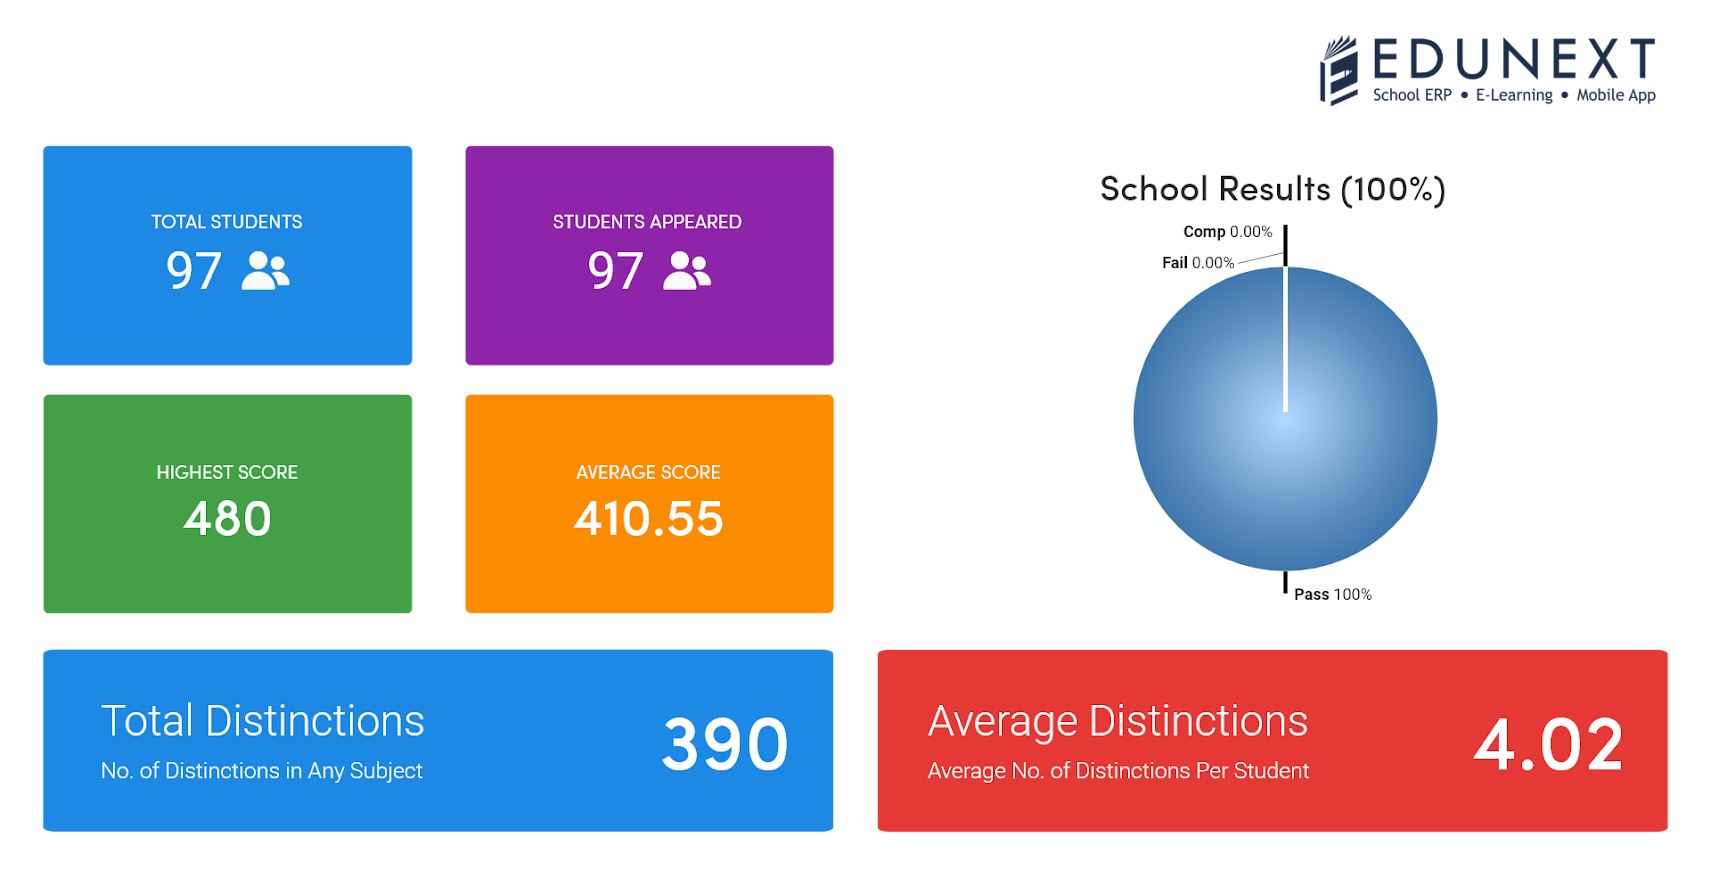 EDUNEXT
School ERP • E-Learning • Mobile App
TOTAL STUDENTS
97
STUDENTS APPEARED
97
HIGHEST SCORE
480
AVERAGE SCORE
410.55
School Results (100%)
Comp 0.00%
Fail 0.00%
Pass 100%
Total Distinctions
No. of Distinctions in Any Subject
390
Average Distinctions
Average No. of Distinctions Per Student
4.02